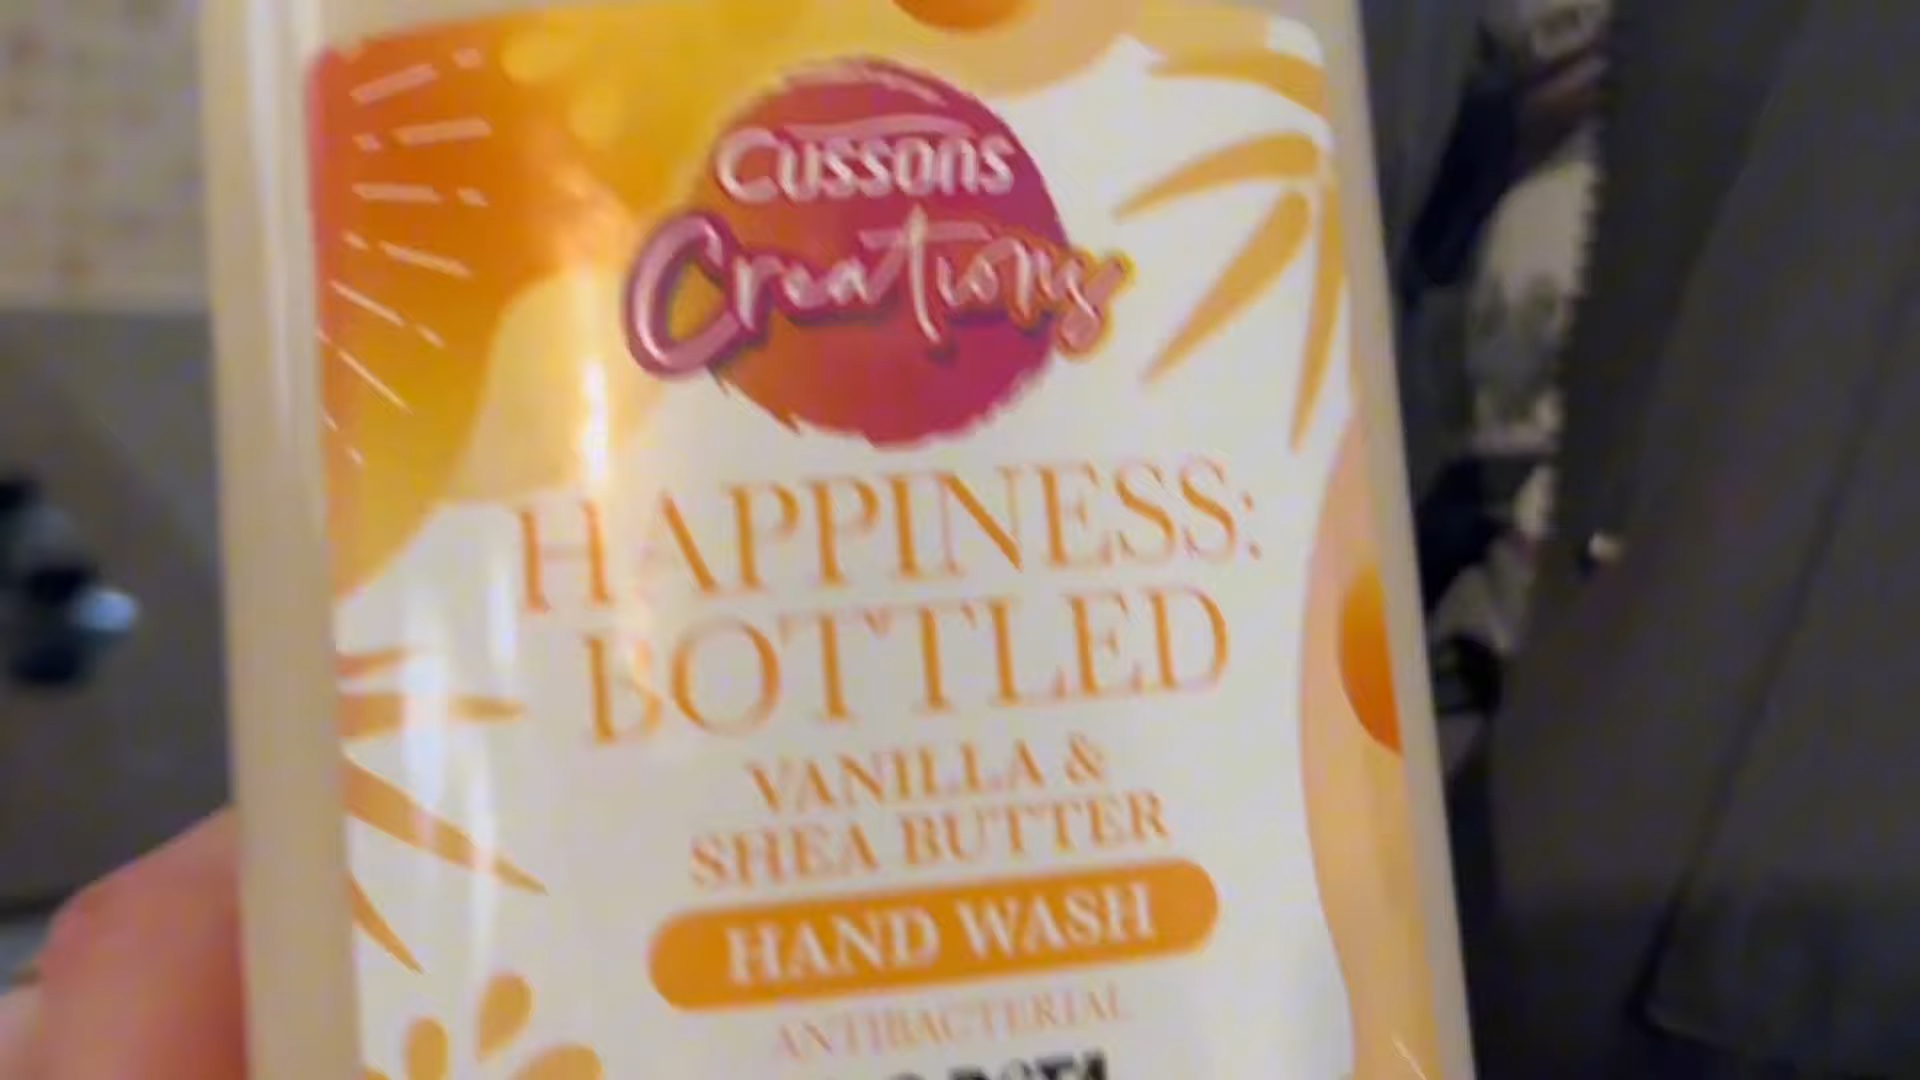 Cussons
Creations
HAPPINESS:
BOTTLED
VANILLA &
SHEA BUTTER
HAND WASH
ANTIBACTERIAL